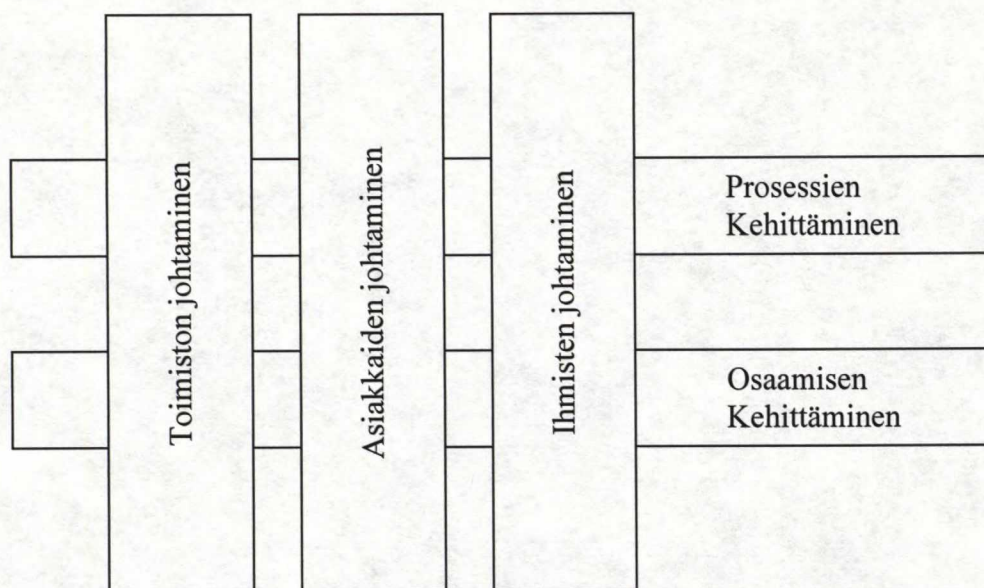 Toimiston johtaminen
Asiakkaiden johtaminen
Ihmisten johtaminen
Prosessien
Kehittäminen
Osaamisen
Kehittäminen